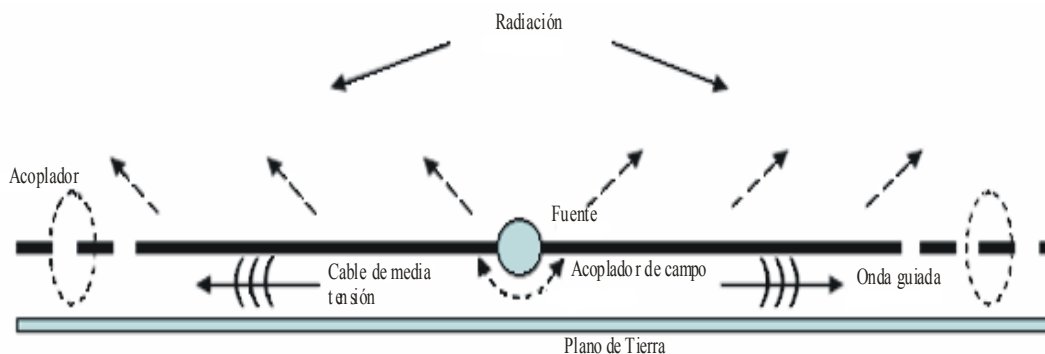 Radiación
Acoplador
Fuente
Cable de media
tensión
Acoplador de campo
Onda guiada
Plano de Tierra